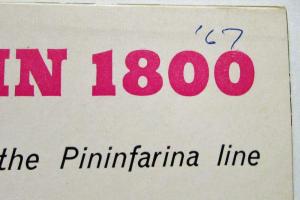 '67
IN 1800
the Pininfarina line